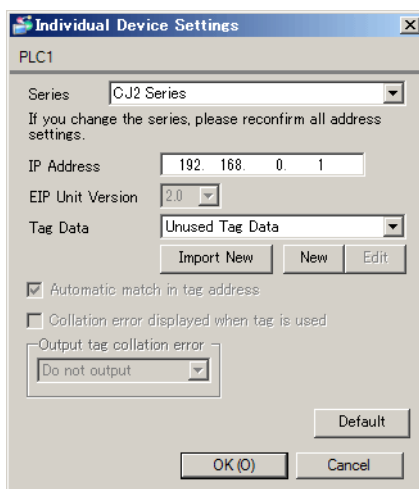 Individual Device Settings
PLC1
Series CJ2 Series
If you change the series, please reconfirm all address
settings.
IP Address 192. 168. 0. 1
EIP Unit Version 2.0
Tag Data Unused Tag Data
Import New New Edit
Automatic match in tag address
Collation error displayed when tag is used
Output tag collation error
Do not output
Default
OK (O) Cancel